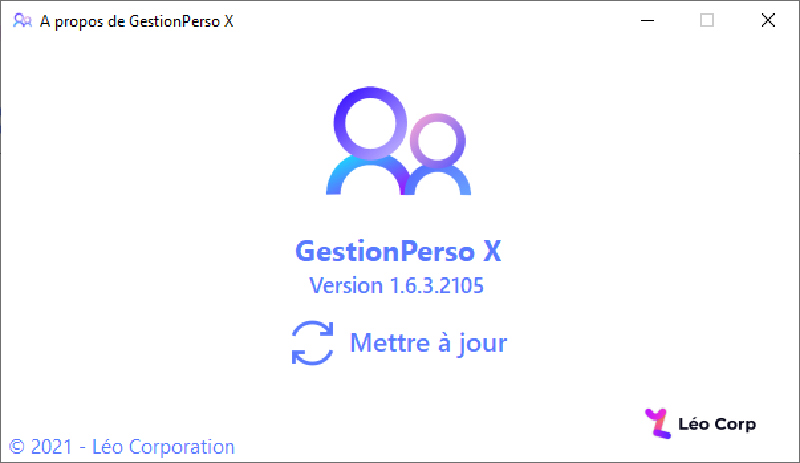 A propos de GestionPerso X
GestionPerso X
Version 1.6.3.2105
Mettre à jour
Léo Corp
© 2021 - Léo Corporation